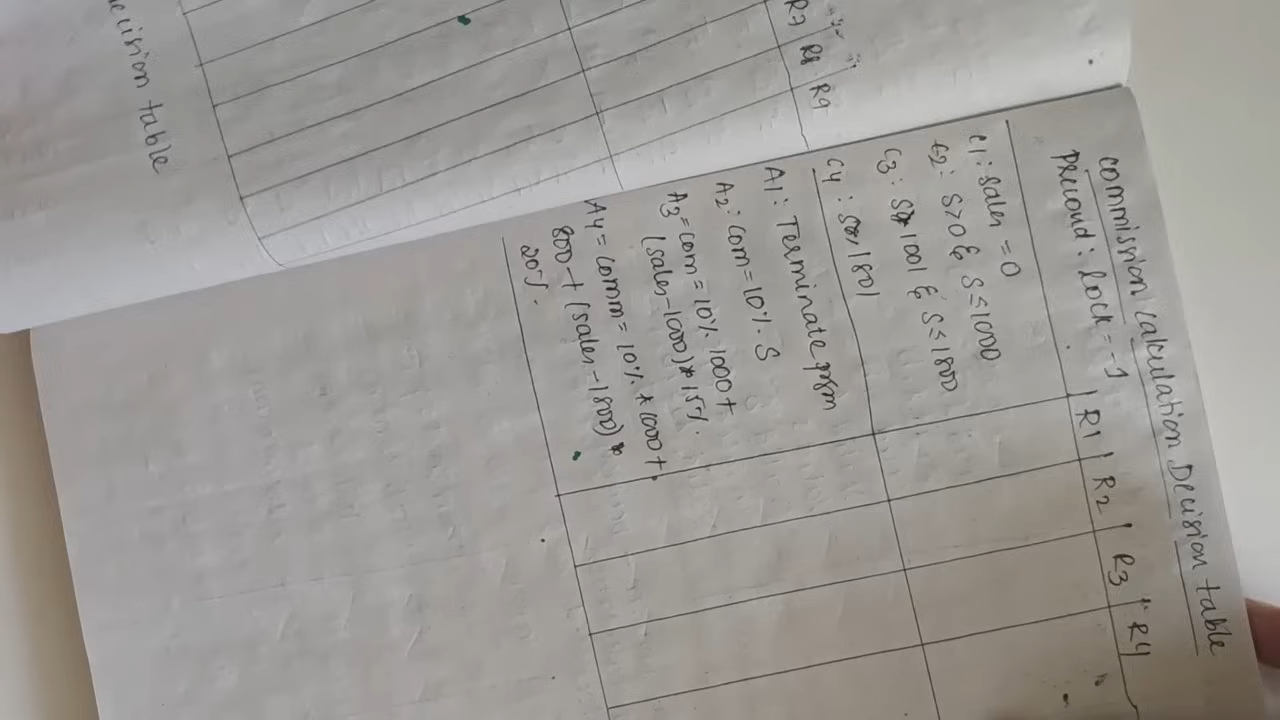 Decision table
R7 R8 R9
Commission Calculation Decision table
Precond: lock = -1
R1 R2 R3 R4
C1: Sales = 0
C2: S>0 & S≤1000
C3: S≥1001 & S≤1800
C4: S≥1801
A1: Terminate prgm
A2: Com = 10% S
A3 = Com = 10% 1000 +
(Sales-1000)*15%.
A4 = Comm = 10% * 1000 +
800 + (Sales-1800)*
20%.